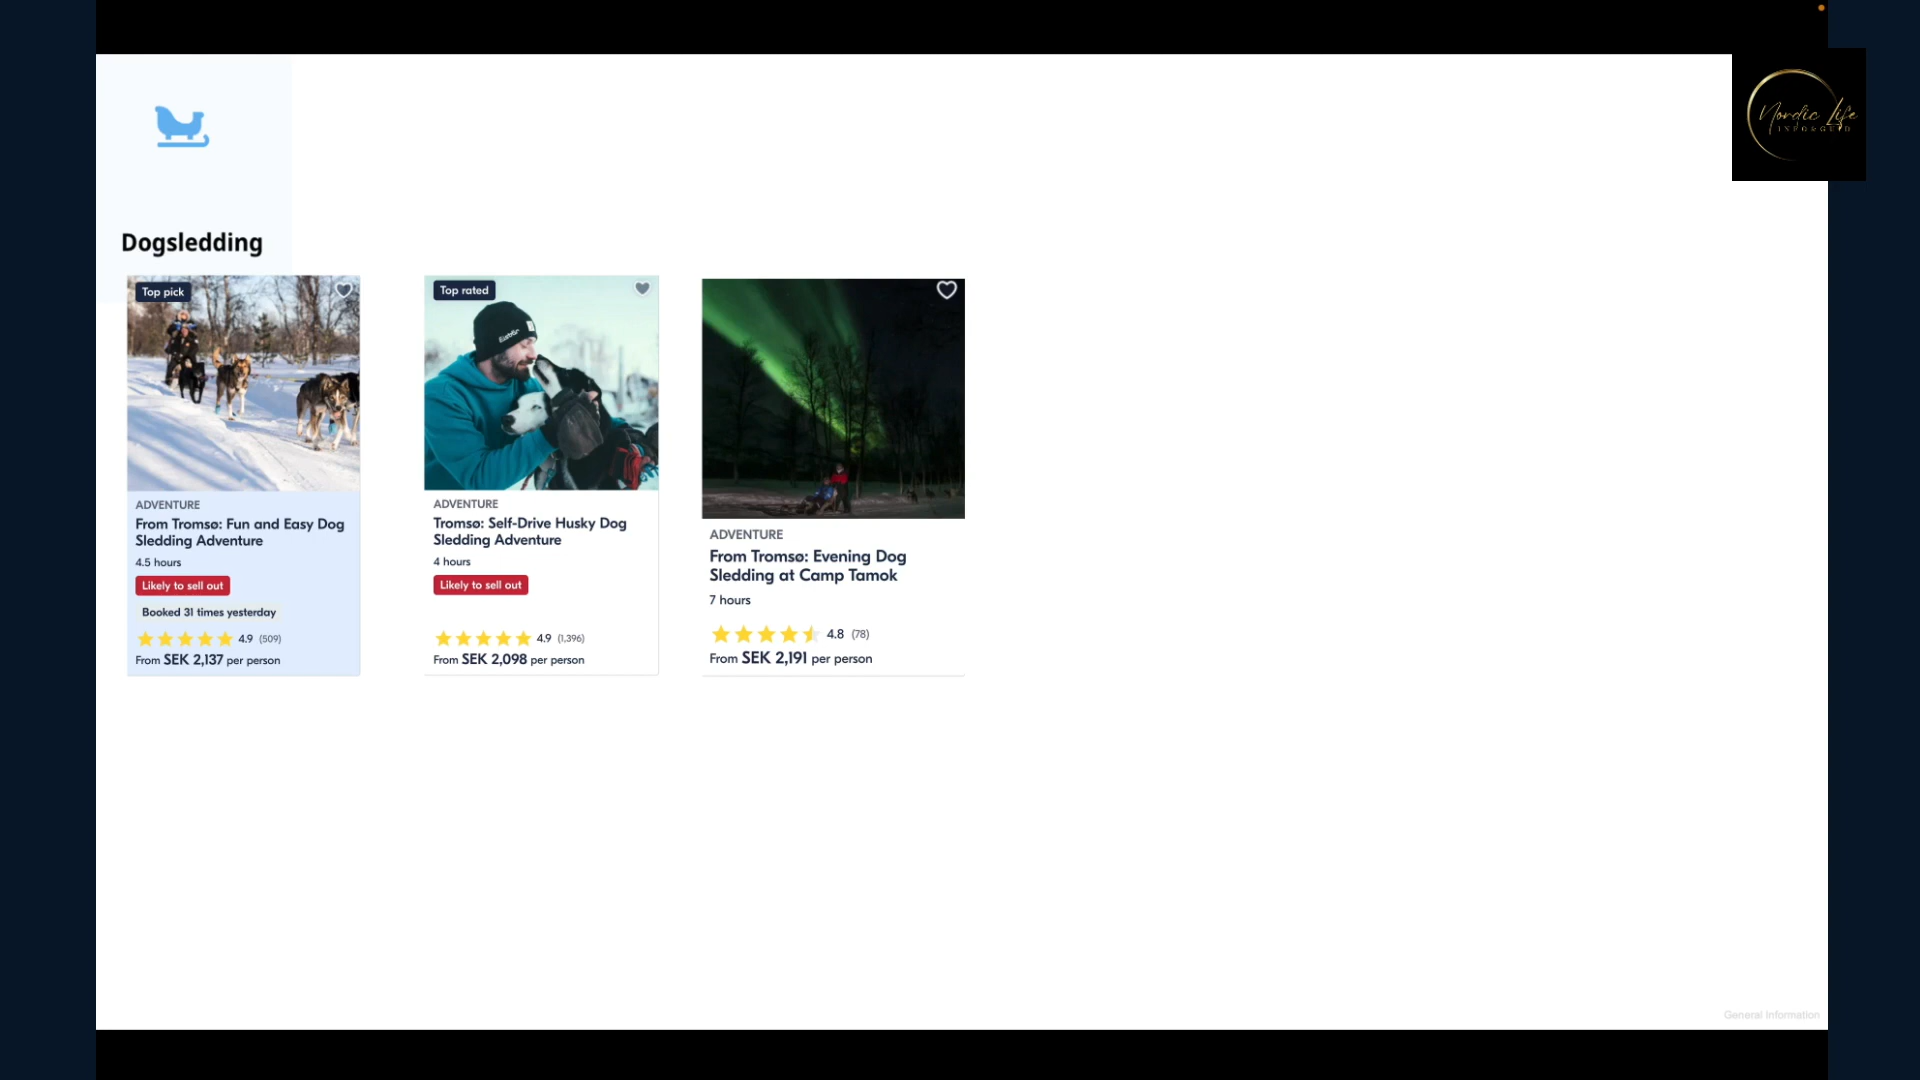 Nordic Life
Dogsledding
Top pick
ADVENTURE
From Tromsø: Fun and Easy Dog
Sledding Adventure
4.5 hours
Likely to sell out
Booked 31 times yesterday
4.9 (509)
From SEK 2,137 per person
Top rated
ADVENTURE
Tromsø: Self-Drive Husky Dog
Sledding Adventure
4 hours
Likely to sell out
4.9 (1,396)
From SEK 2,098 per person
ADVENTURE
From Tromsø: Evening Dog
Sledding at Camp Tamok
7 hours
4.8 (78)
From SEK 2,191 per person
General Information